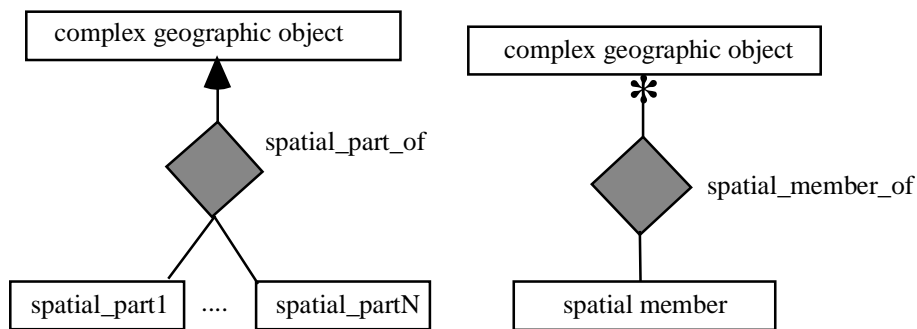 complex geographic object
spatial_part_of
spatial_part1 .... spatial_partN
complex geographic object
*
spatial_member_of
spatial member